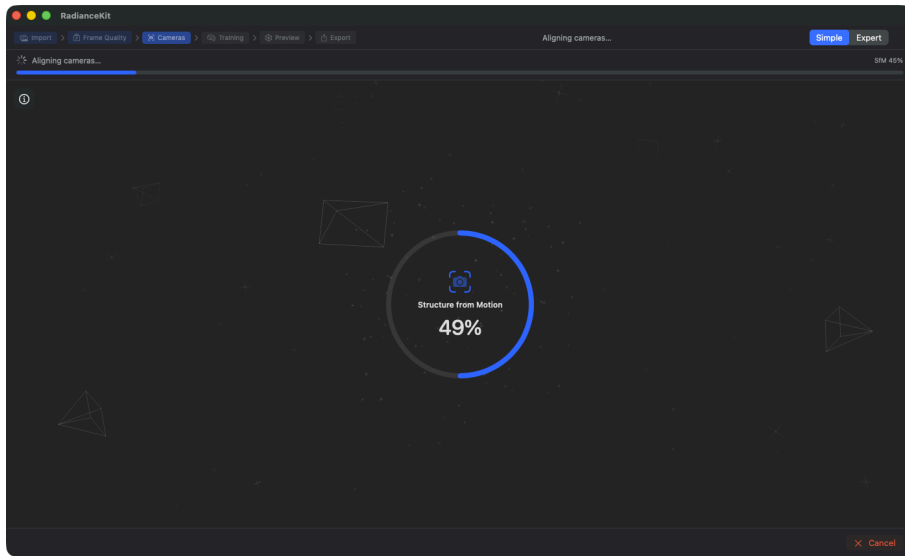 RadianceKit
Import > Frame Quality > Cameras > Training > Preview > Export
Aligning cameras...
Simple Expert
Aligning cameras...
SfM 45%
Structure from Motion
49%
Cancel